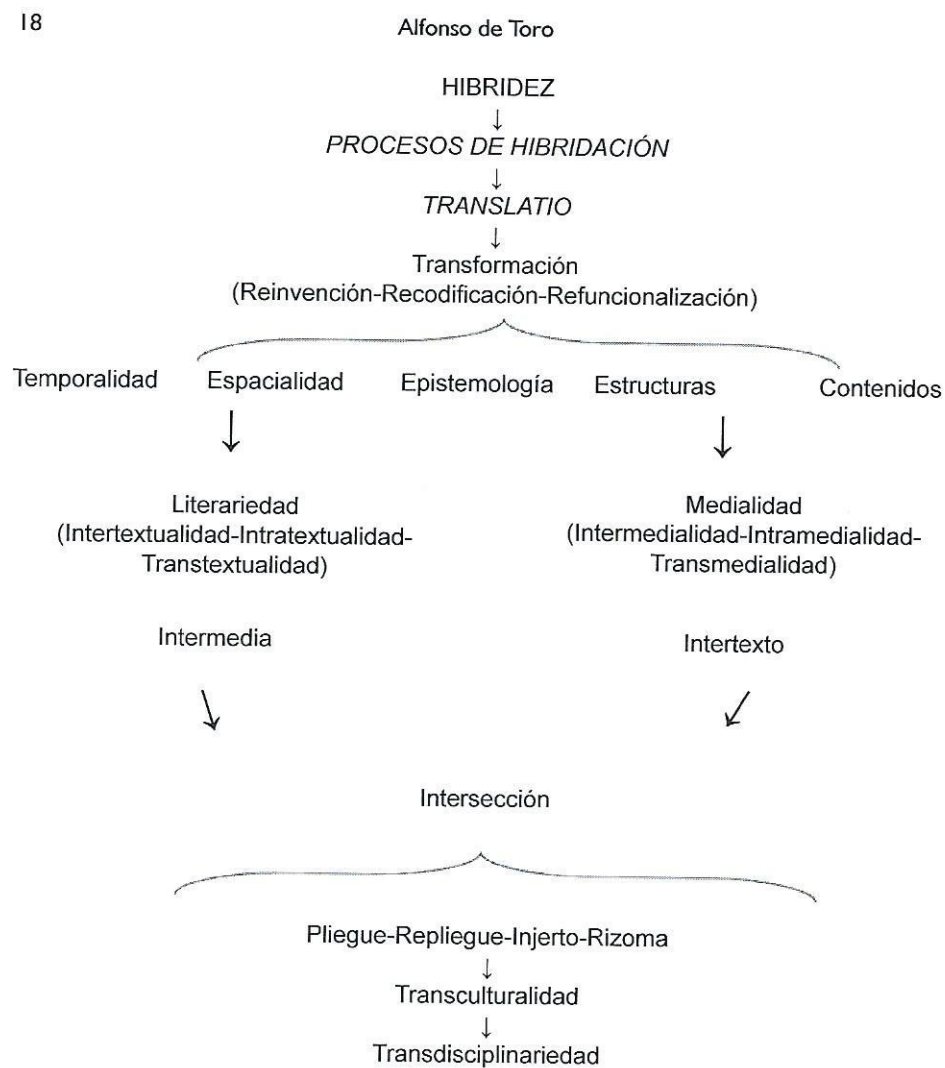 18
Alfonso de Toro
HIBRIDEZ
↓
PROCESOS DE HIBRIDACIÓN
↓
TRANSLATIO
↓
Transformación
(Reinvención-Recodificación-Refuncionalización)
Temporalidad Espacialidad Epistemología Estructuras Contenidos
↓ ↓
Literariedad
(Intertextualidad-Intratextualidad-
Transtextualidad)
Medialidad
(Intermedialidad-Intramedialidad-
Transmedialidad)
Intermedia
Intertexto
Intersección
Pliegue-Repliegue-Injerto-Rizoma
↓
Transculturalidad
↓
Transdisciplinariedad